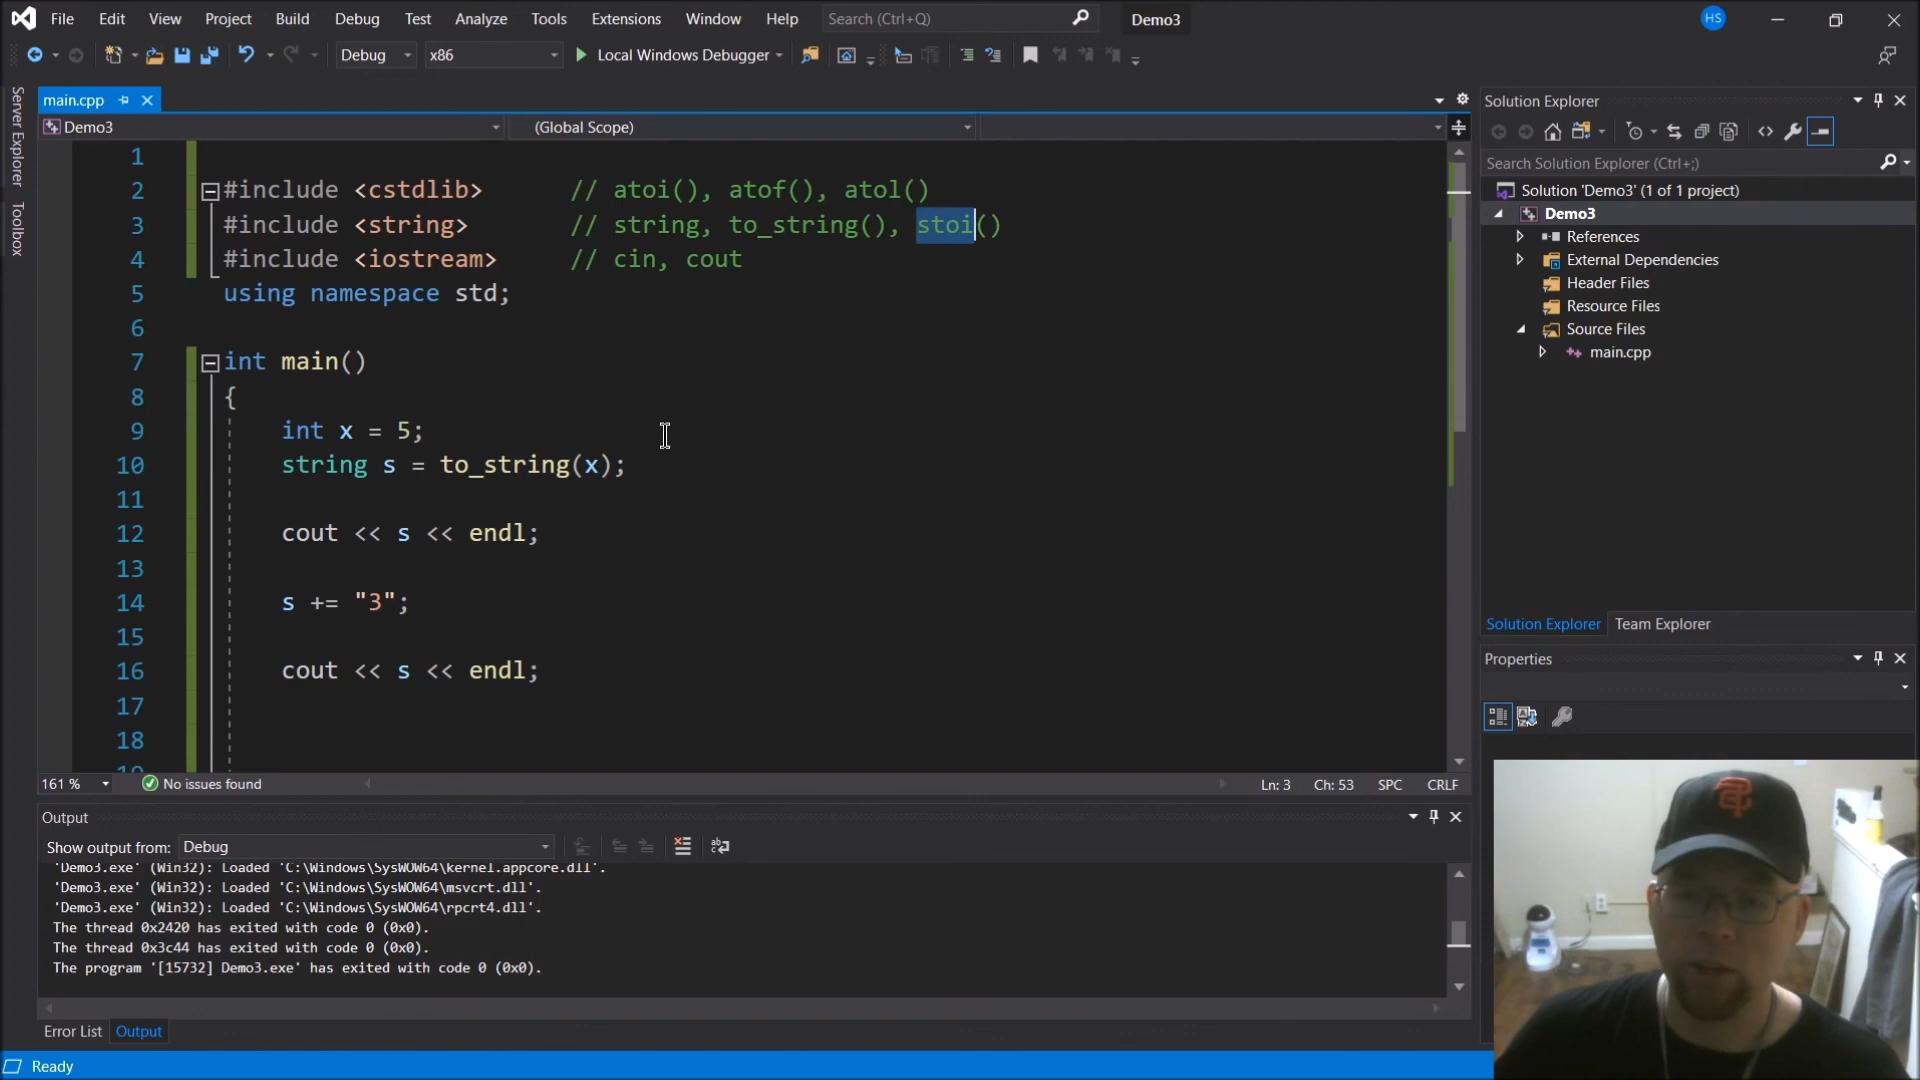 File Edit View Project Build Debug Test Analyze Tools Extensions Window Help Search (Ctrl+Q) Demo3 HS
Debug x86 Local Windows Debugger
Server Explorer
Toolbox
main.cpp
Demo3 (Global Scope)
1
2 #include <cstdlib> // atoi(), atof(), atol()
3 #include <string> // string, to_string(), stoi()
4 #include <iostream> // cin, cout
5 using namespace std;
6
7 int main()
8 {
9 int x = 5;
10 string s = to_string(x);
11
12 cout << s << endl;
13
14 s += "3";
15
16 cout << s << endl;
17
18
19
161 % No issues found Ln: 3 Ch: 53 SPC CRLF
Output
Show output from: Debug
'Demo3.exe' (Win32): Loaded 'C:\Windows\SysWOW64\kernel.appcore.dll'.
'Demo3.exe' (Win32): Loaded 'C:\Windows\SysWOW64\msvcrt.dll'.
'Demo3.exe' (Win32): Loaded 'C:\Windows\SysWOW64\rpcrt4.dll'.
The thread 0x2420 has exited with code 0 (0x0).
The thread 0x3c44 has exited with code 0 (0x0).
The program '[15732] Demo3.exe' has exited with code 0 (0x0).
Error List Output
Ready
Solution Explorer
Search Solution Explorer (Ctrl+;)
Solution 'Demo3' (1 of 1 project)
Demo3
References
External Dependencies
Header Files
Resource Files
Source Files
main.cpp
Solution Explorer Team Explorer
Properties